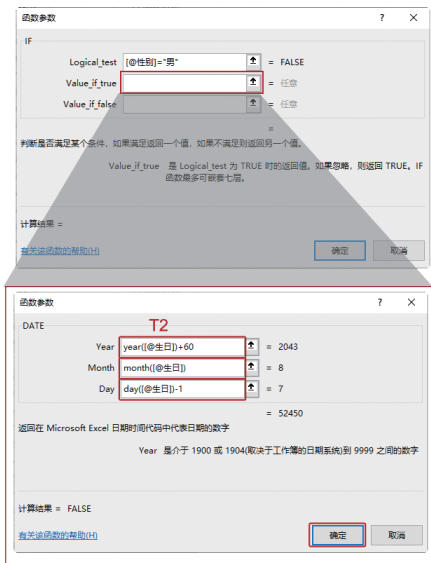 函数参数 ? ×
IF
Logical_test [@性别]="男" = FALSE
Value_if_true = 任意
Value_if_false = 任意
=
判断是否满足某个条件，如果满足返回一个值，如果不满足则返回另一个值。
Value_if_true 是 Logical_test 为 TRUE 时的返回值。如果忽略，则返回 TRUE。IF
函数最多可嵌套七层。
计算结果 =
有关该函数的帮助(H) 确定 取消
函数参数 ? ×
DATE T2
Year year([@生日])+60 = 2043
Month month([@生日]) = 8
Day day([@生日])-1 = 7
= 52450
返回在 Microsoft Excel 日期时间代码中代表日期的数字
Year 是介于 1900 或 1904(取决于工作簿的日期系统)到 9999 之间的数字
计算结果 = FALSE
有关该函数的帮助(H) 确定 取消